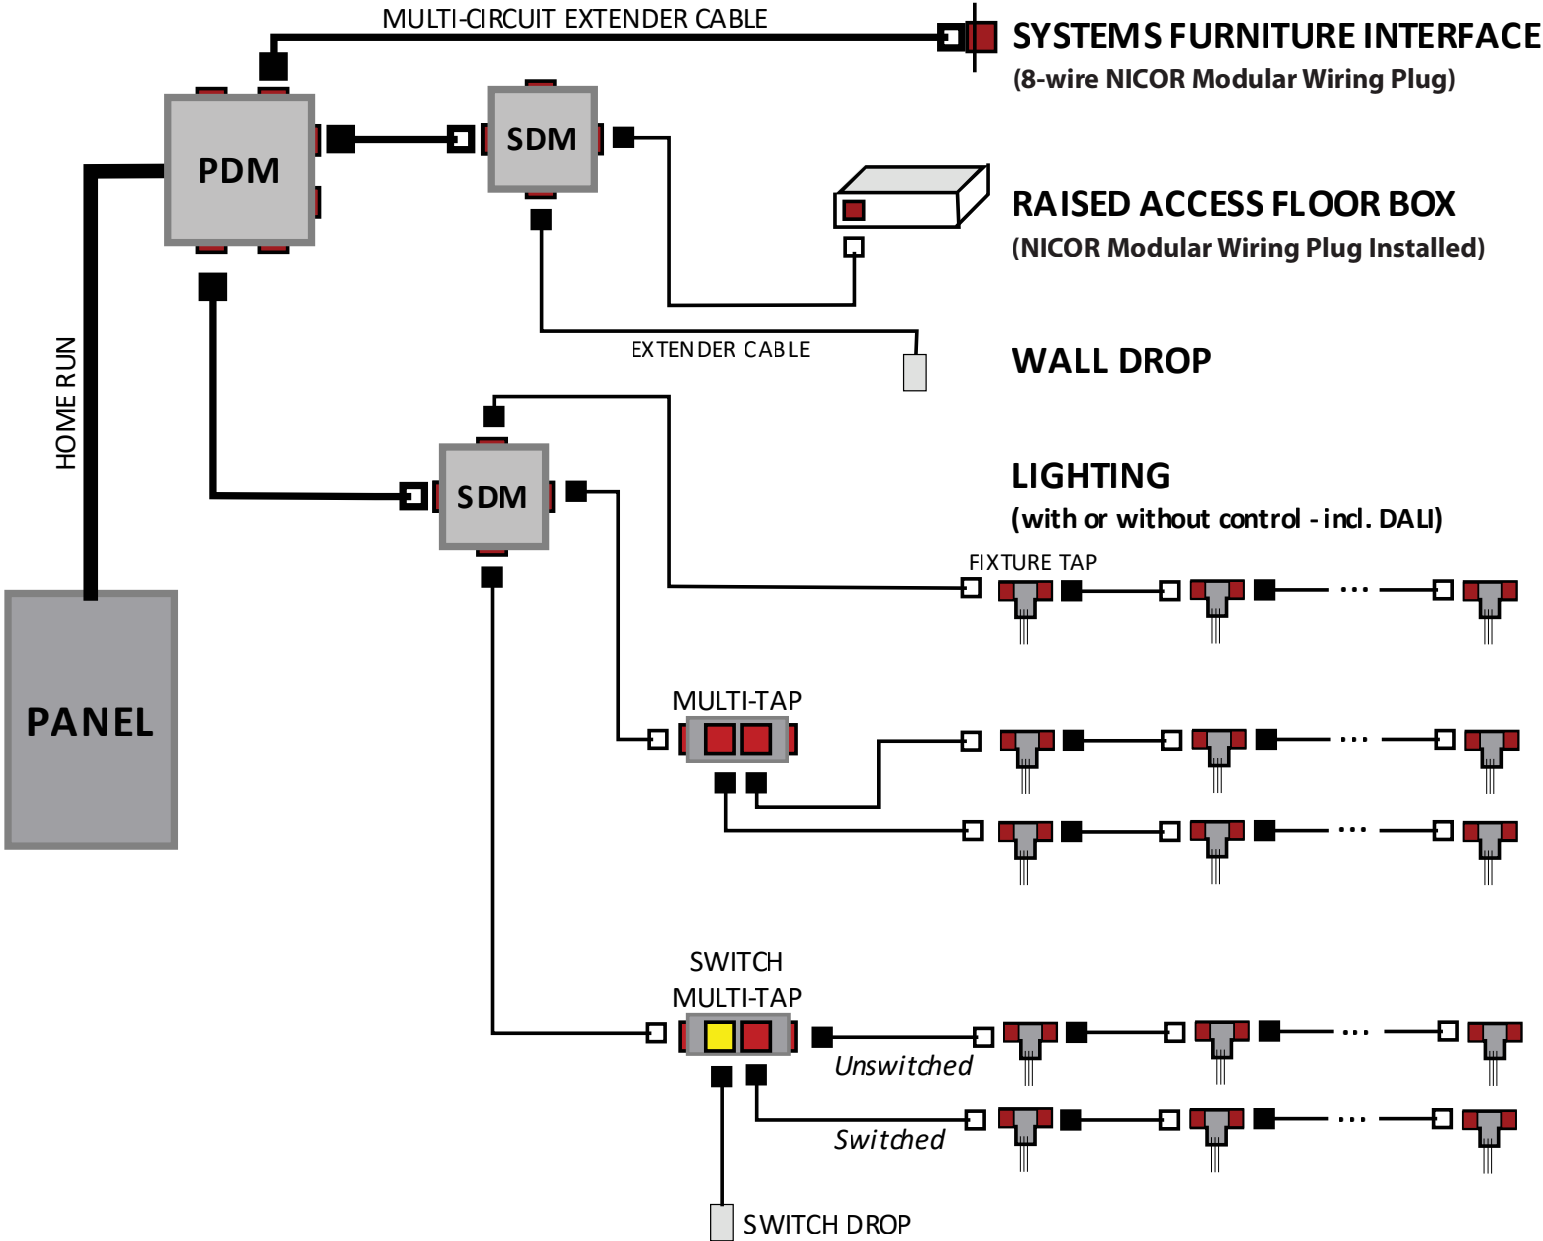 MULTI-CIRCUIT EXTENDER CABLE
SYSTEMS FURNITURE INTERFACE
(8-wire NICOR Modular Wiring Plug)
PDM
SDM
RAISED ACCESS FLOOR BOX
(NICOR Modular Wiring Plug Installed)
HOME RUN
EXTENDER CABLE
WALL DROP
SDM
LIGHTING
(with or without control - incl. DALI)
FIXTURE TAP
...
PANEL
MULTI-TAP
...
...
SWITCH
MULTI-TAP
Unswitched
...
Switched
...
SWITCH DROP